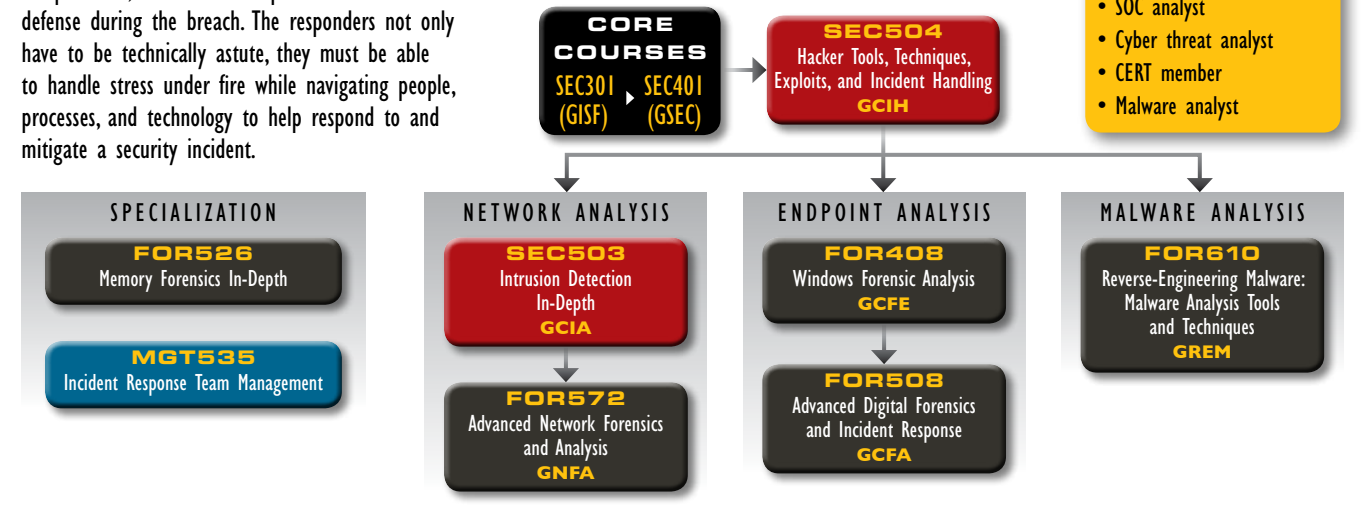 defense during the breach. The responders not only
have to be technically astute, they must be able
to handle stress under fire while navigating people,
processes, and technology to help respond to and
mitigate a security incident.
CORE
COURSES
SEC301
(GISF)
SEC401
(GSEC)
SEC504
Hacker Tools, Techniques,
Exploits, and Incident Handling
GCIH
• SOC analyst
• Cyber threat analyst
• CERT member
• Malware analyst
SPECIALIZATION
FOR526
Memory Forensics In-Depth
MGT535
Incident Response Team Management
NETWORK ANALYSIS
SEC503
Intrusion Detection
In-Depth
GCIA
FOR572
Advanced Network Forensics
and Analysis
GNFA
ENDPOINT ANALYSIS
FOR408
Windows Forensic Analysis
GCFE
FOR508
Advanced Digital Forensics
and Incident Response
GCFA
MALWARE ANALYSIS
FOR610
Reverse-Engineering Malware:
Malware Analysis Tools
and Techniques
GREM